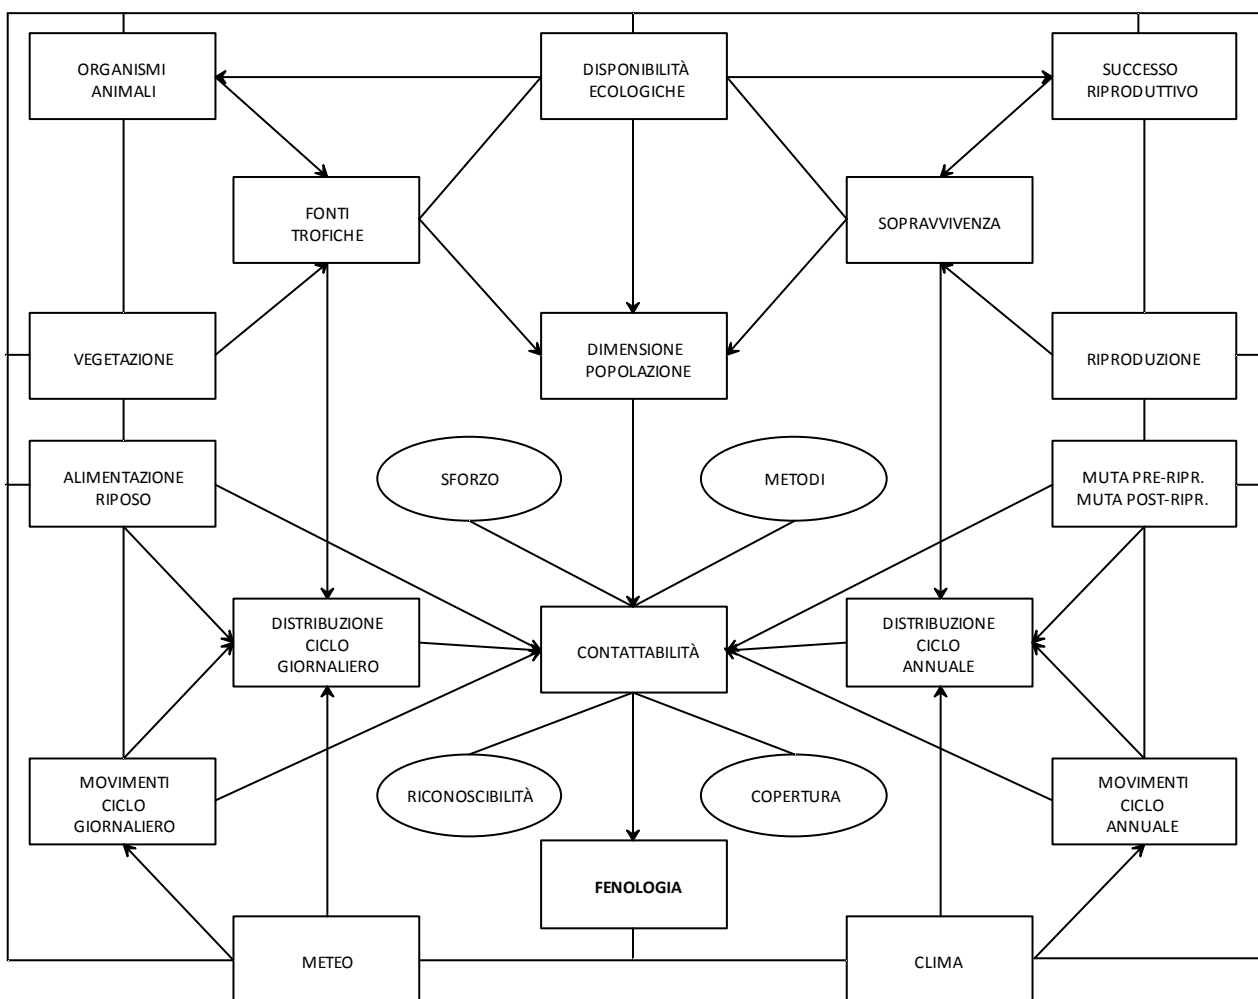 ORGANISMI
ANIMALI
DISPONIBILITÀ
ECOLOGICHE
SUCCESSO
RIPRODUTTIVO
FONTI
TROFICHE
SOPRAVVIVENZA
VEGETAZIONE
DIMENSIONE
POPOLAZIONE
RIPRODUZIONE
ALIMENTAZIONE
RIPOSO
SFORZO
METODI
MUTA PRE-RIPR.
MUTA POST-RIPR.
DISTRIBUZIONE
CICLO
GIORNALIERO
CONTATTABILITÀ
DISTRIBUZIONE
CICLO
ANNUALE
MOVIMENTI
CICLO
GIORNALIERO
RICONOSCIBILITÀ
COPERTURA
MOVIMENTI
CICLO
ANNUALE
FENOLOGIA
METEO
CLIMA